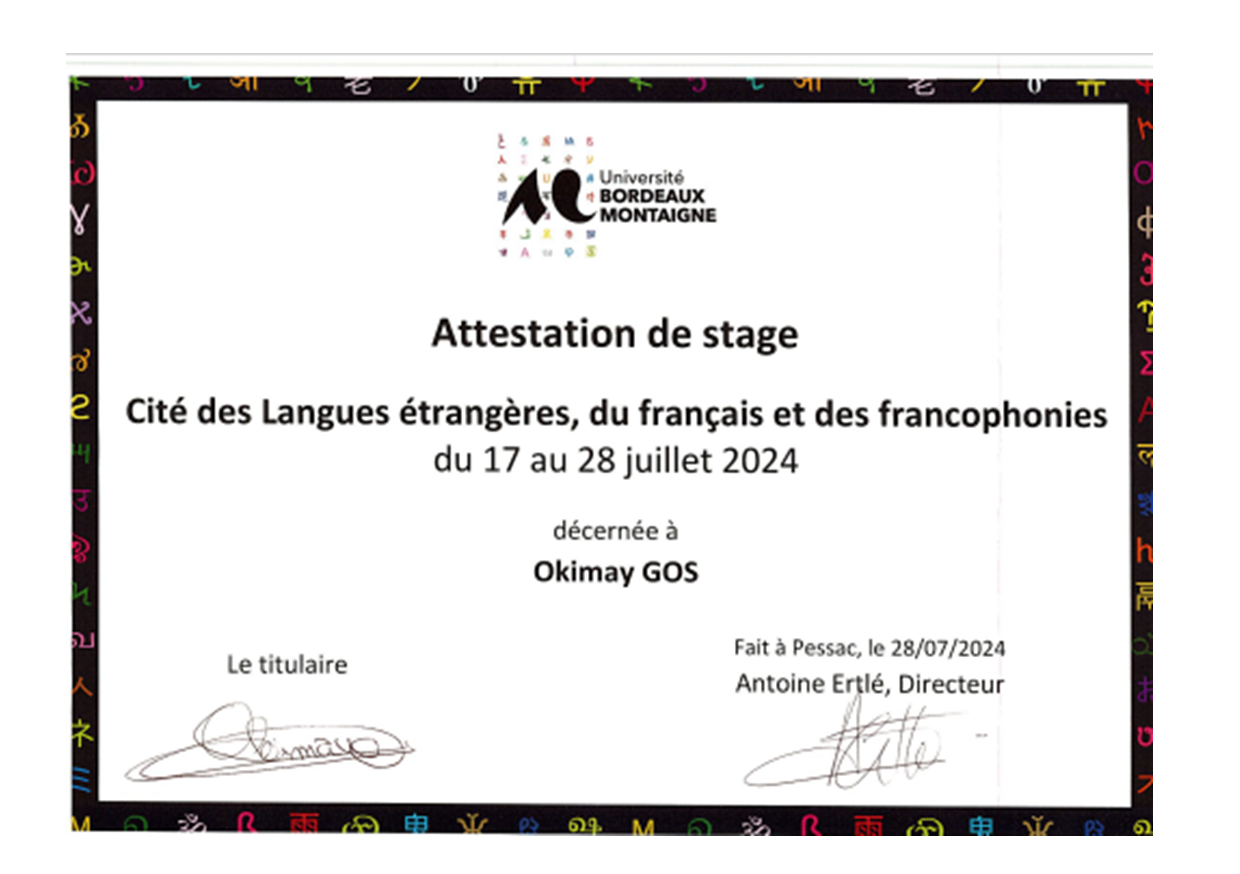 Université
BORDEAUX
MONTAIGNE
Attestation de stage
Cité des Langues étrangères, du français et des francophonies
du 17 au 28 juillet 2024
décernée à
Okimay GOS
Fait à Pessac, le 28/07/2024
Le titulaire
Antoine Ertlé, Directeur
Okimay